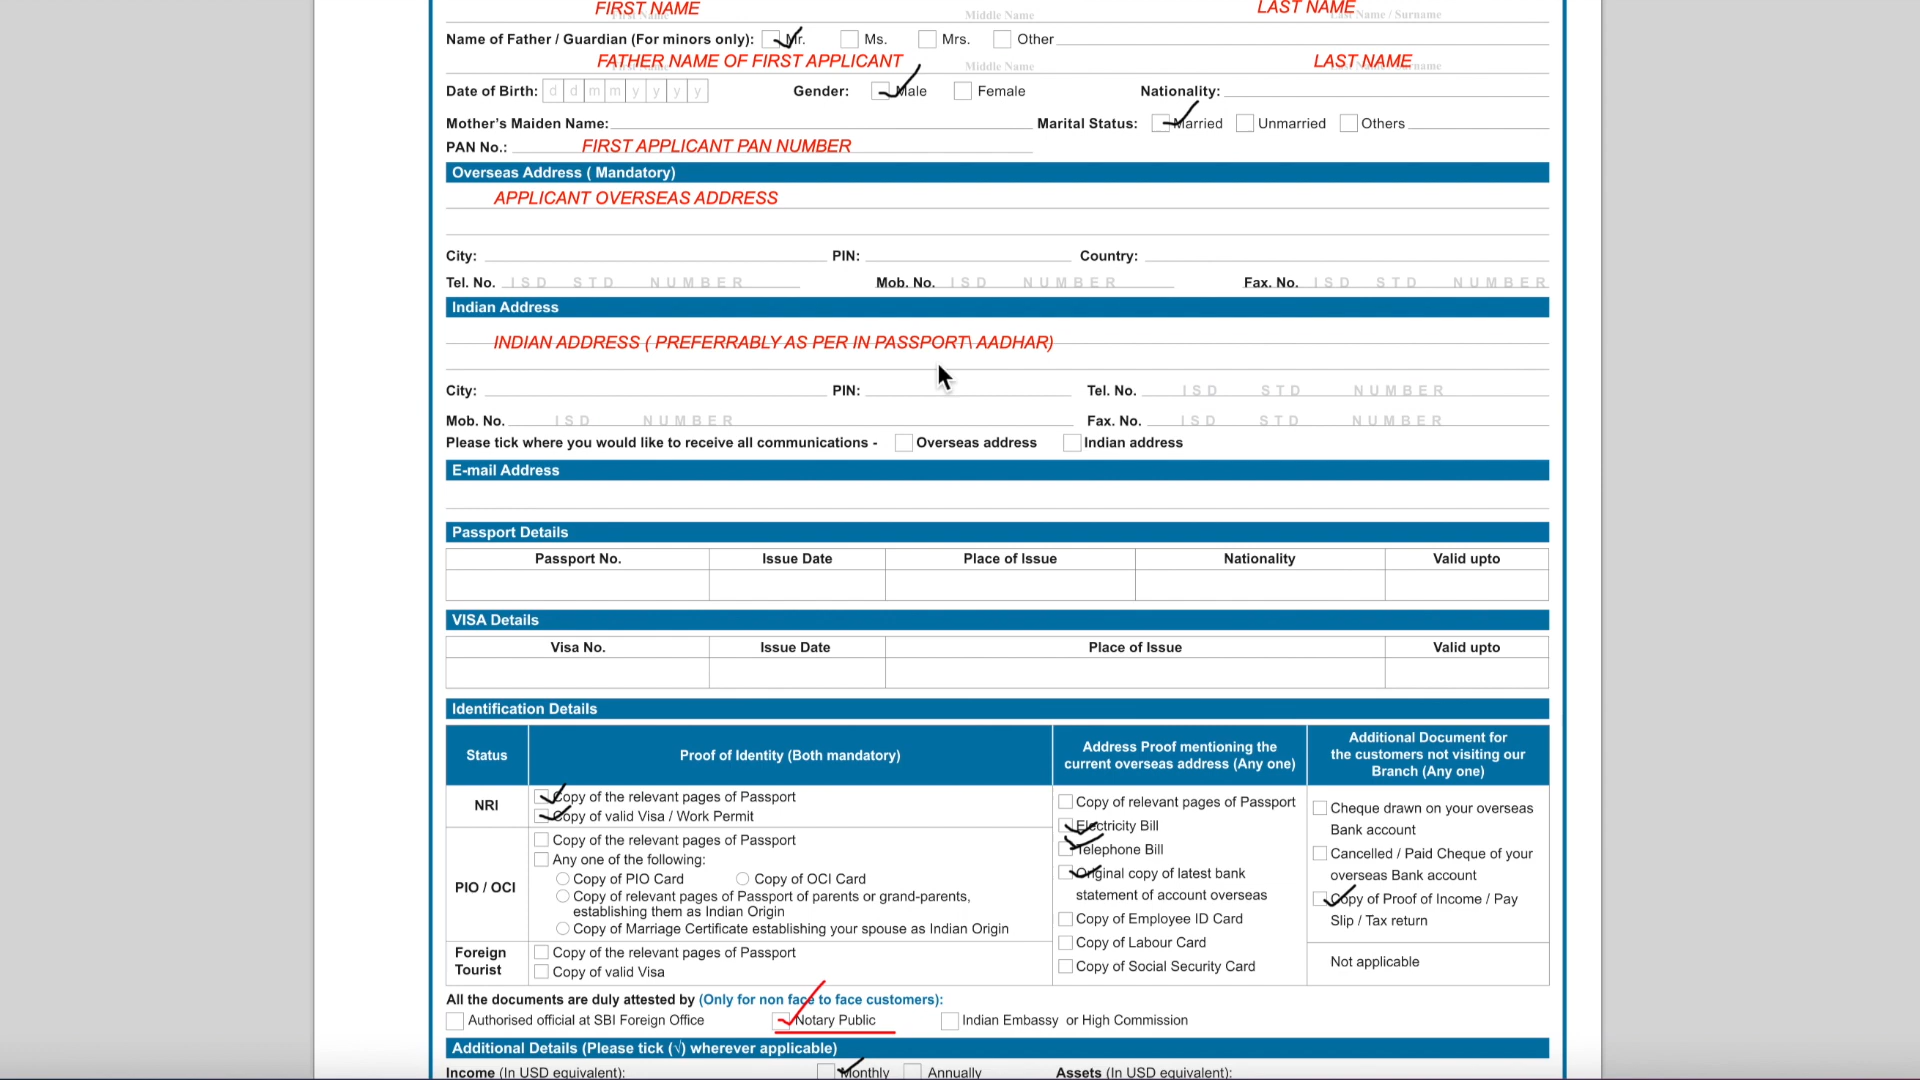 FIRST NAME LAST NAME
First Name Middle Name Last Name / Surname
Name of Father / Guardian (For minors only): Mr. Ms. Mrs. Other
FATHER NAME OF FIRST APPLICANT LAST NAME
First Name Middle Name Last Name / Surname
Date of Birth: d d m m y y y y Gender: Male Female Nationality:
Mother's Maiden Name: Marital Status: Married Unmarried Others
PAN No.: FIRST APPLICANT PAN NUMBER
Overseas Address ( Mandatory)
APPLICANT OVERSEAS ADDRESS
City: PIN: Country:
Tel. No. ISD STD NUMBER Mob. No. ISD NUMBER Fax. No. ISD STD NUMBER
Indian Address
INDIAN ADDRESS ( PREFERRABLY AS PER IN PASSPORT\ AADHAR)
City: PIN: Tel. No. ISD STD NUMBER
Mob. No. ISD NUMBER Fax. No. ISD STD NUMBER
Please tick where you would like to receive all communications - Overseas address Indian address
E-mail Address
Passport Details
Passport No. Issue Date Place of Issue Nationality Valid upto
VISA Details
Visa No. Issue Date Place of Issue Valid upto
Identification Details
Status
Proof of Identity (Both mandatory)
Address Proof mentioning the
current overseas address (Any one)
Additional Document for
the customers not visiting our
Branch (Any one)
NRI
Copy of the relevant pages of Passport
Copy of valid Visa / Work Permit
PIO / OCI
Copy of the relevant pages of Passport
Any one of the following:
Copy of PIO Card Copy of OCI Card
Copy of relevant pages of Passport of parents or grand-parents,
establishing them as Indian Origin
Copy of Marriage Certificate establishing your spouse as Indian Origin
Foreign
Tourist
Copy of the relevant pages of Passport
Copy of valid Visa
Copy of relevant pages of Passport
Electricity Bill
Telephone Bill
Original copy of latest bank
statement of account overseas
Copy of Employee ID Card
Copy of Labour Card
Copy of Social Security Card
Cheque drawn on your overseas
Bank account
Cancelled / Paid Cheque of your
overseas Bank account
Copy of Proof of Income / Pay
Slip / Tax return
Not applicable
All the documents are duly attested by (Only for non face to face customers):
Authorised official at SBI Foreign Office Notary Public Indian Embassy or High Commission
Additional Details (Please tick (√) wherever applicable)
Income (In USD equivalent): Monthly Annually Assets (In USD equivalent):